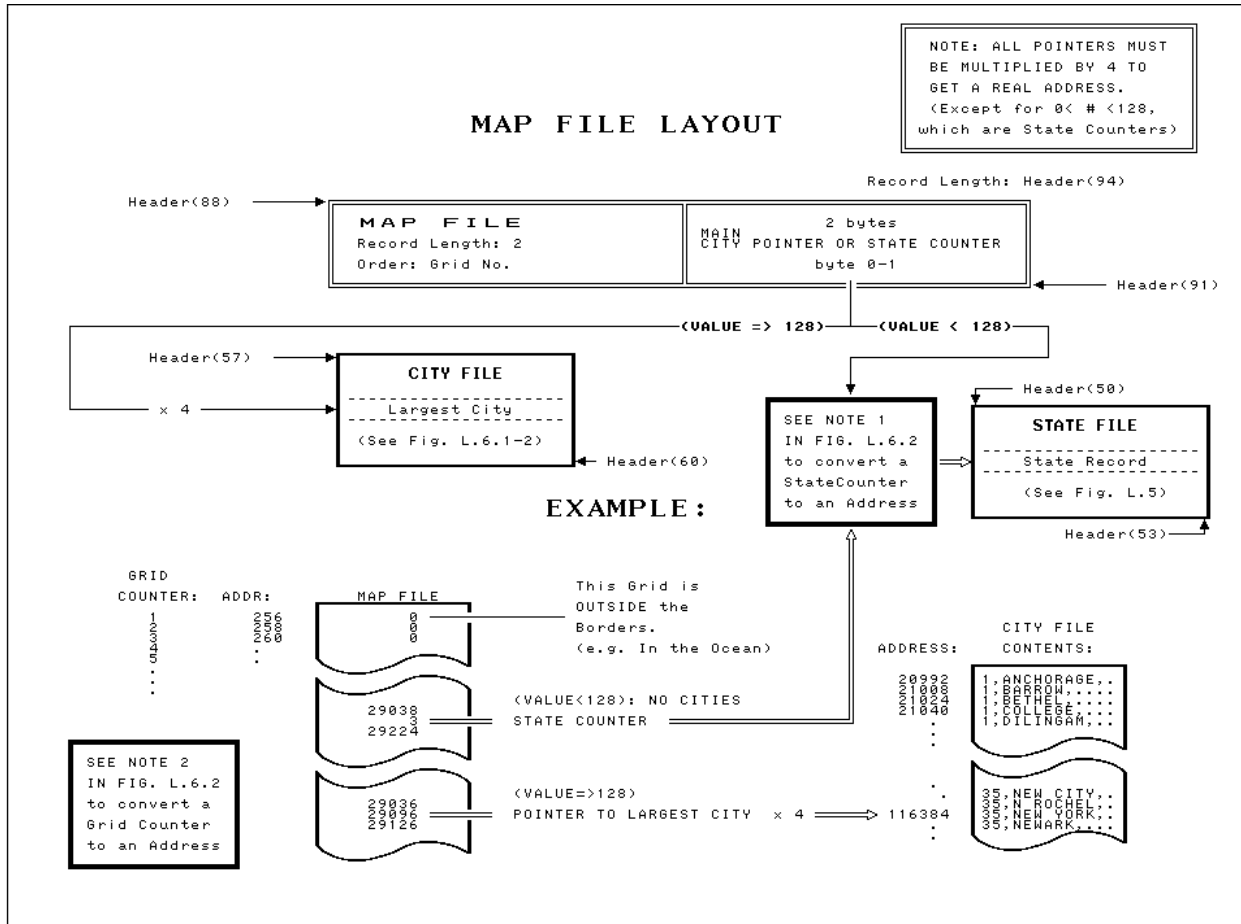 NOTE: ALL POINTERS MUST
BE MULTIPLIED BY 4 TO
GET A REAL ADDRESS.
(Except for 0< # <128,
which are State Counters)
MAP FILE LAYOUT
Record Length: Header(94)
Header(88)
MAP FILE
Record Length: 2
Order: Grid No.
2 bytes
MAIN
CITY POINTER OR STATE COUNTER
byte 0-1
Header(91)
(VALUE => 128)
(VALUE < 128)
Header(57)
CITY FILE
Largest City
(See Fig. L.6.1-2)
x 4
Header(60)
SEE NOTE 1
IN FIG. L.6.2
to convert a
StateCounter
to an Address
Header(50)
STATE FILE
State Record
(See Fig. L.5)
Header(53)
EXAMPLE:
GRID
COUNTER: ADDR:
1 256
2 258
3 260
4 .
5 .
.
.
.
MAP FILE
0
0
0
This Grid is
OUTSIDE the
Borders.
(e.g. In the Ocean)
29038
3
29224
(VALUE<128): NO CITIES
STATE COUNTER
29036
29096
29126
(VALUE=>128)
POINTER TO LARGEST CITY x 4
SEE NOTE 2
IN FIG. L.6.2
to convert a
Grid Counter
to an Address
CITY FILE
ADDRESS: CONTENTS:
20992 1,ANCHORAGE,.
21008 1,BARROW,....
21024 1,BETHEL,....
21040 1,COLLEGE,...
. 1,DILINGAM,..
.
.
.
. 35,NEW CITY,.
35,N ROCHEL,.
116384 35,NEW YORK,.
. 35,NEWARK,...
.